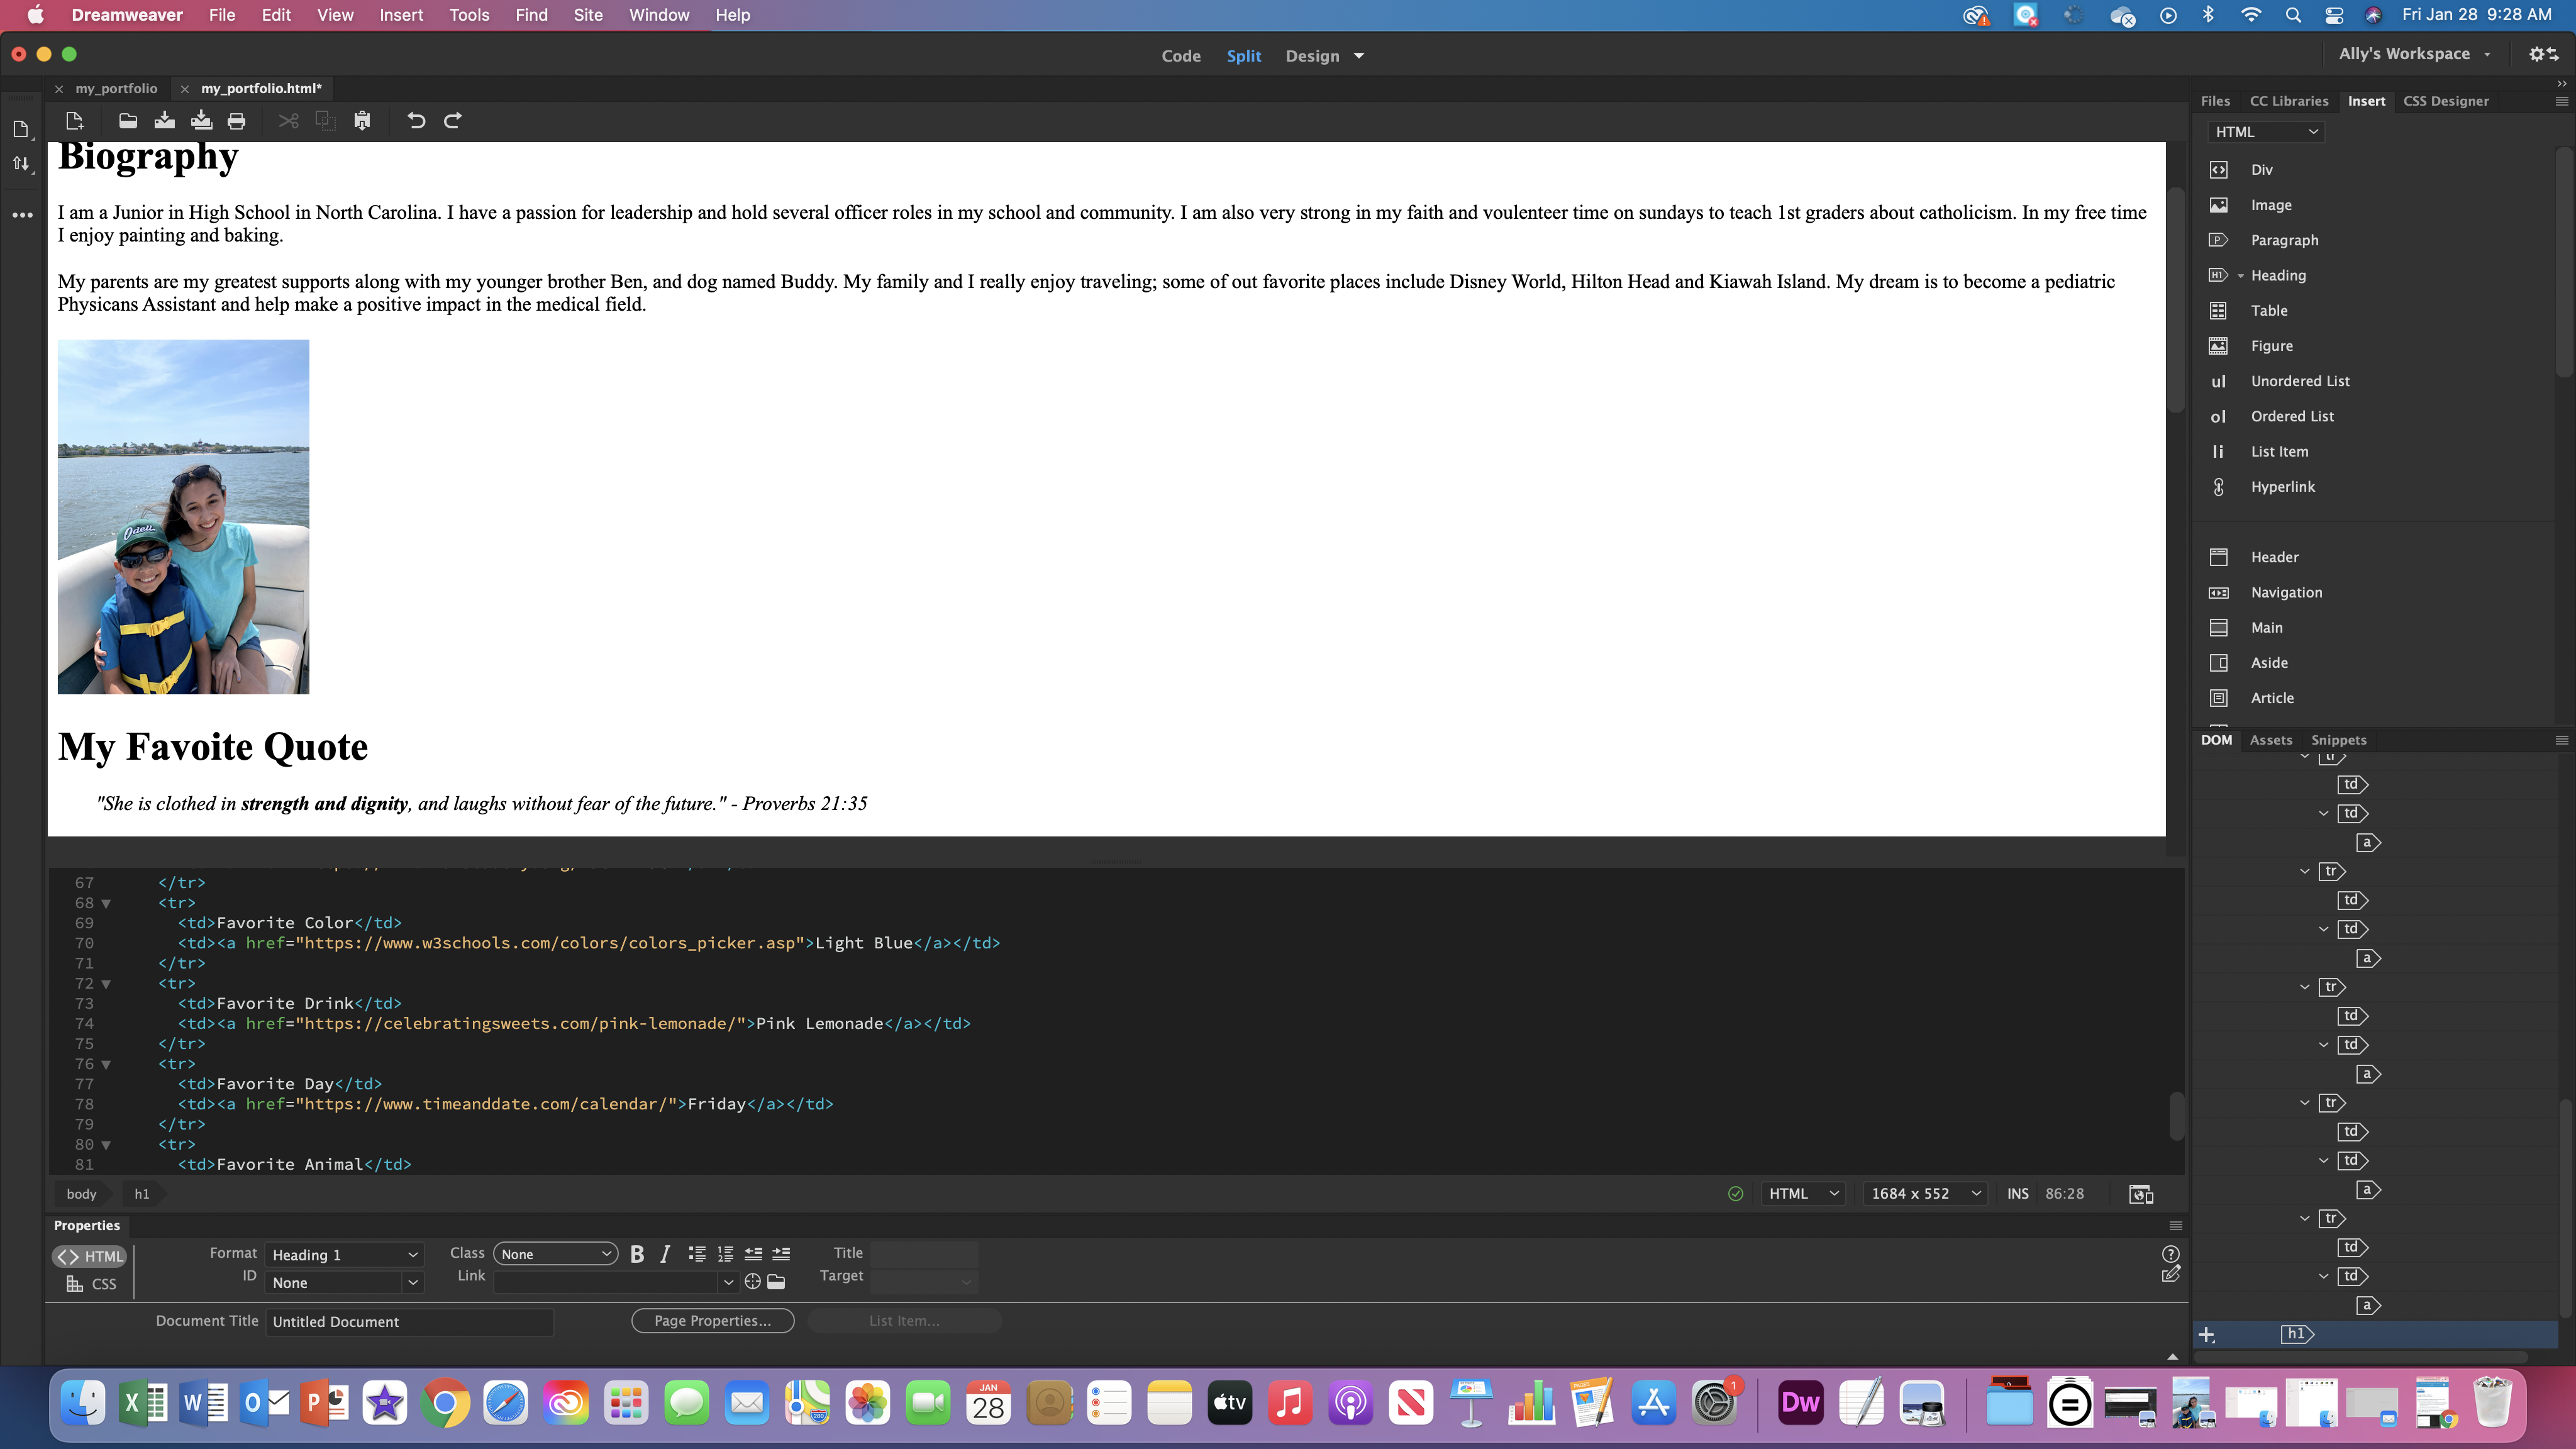 Dreamweaver File Edit View Insert Tools Find Site Window Help Fri Jan 28 9:28 AM
Code Split Design Ally's Workspace
my_portfolio my_portfolio.html*
Files CC Libraries Insert CSS Designer
HTML
Div
Image
Paragraph
Heading
Table
Figure
ul Unordered List
ol Ordered List
li List Item
Hyperlink
Header
Navigation
Main
Aside
Article
Biography
I am a Junior in High School in North Carolina. I have a passion for leadership and hold several officer roles in my school and community. I am also very strong in my faith and voulenteer time on sundays to teach 1st graders about catholicism. In my free time
I enjoy painting and baking.
My parents are my greatest supports along with my younger brother Ben, and dog named Buddy. My family and I really enjoy traveling; some of out favorite places include Disney World, Hilton Head and Kiawah Island. My dream is to become a pediatric
Physicans Assistant and help make a positive impact in the medical field.
Odell
My Favoite Quote
"She is clothed in strength and dignity, and laughs without fear of the future." - Proverbs 21:35
67 </tr>
68 <tr>
69 <td>Favorite Color</td>
70 <td><a href="https://www.w3schools.com/colors/colors_picker.asp">Light Blue</a></td>
71 </tr>
72 <tr>
73 <td>Favorite Drink</td>
74 <td><a href="https://celebratingsweets.com/pink-lemonade/">Pink Lemonade</a></td>
75 </tr>
76 <tr>
77 <td>Favorite Day</td>
78 <td><a href="https://www.timeanddate.com/calendar/">Friday</a></td>
79 </tr>
80 <tr>
81 <td>Favorite Animal</td>
body h1 HTML 1684 x 552 INS 86:28
DOM Assets Snippets
tr
td
td
a
tr
td
td
a
tr
td
td
a
tr
td
td
a
tr
td
td
a
h1
Properties
HTML Format Heading 1 Class None B I Title
CSS ID None Link Target
Document Title Untitled Document Page Properties... List Item...
JAN
28
tv
1
Dw